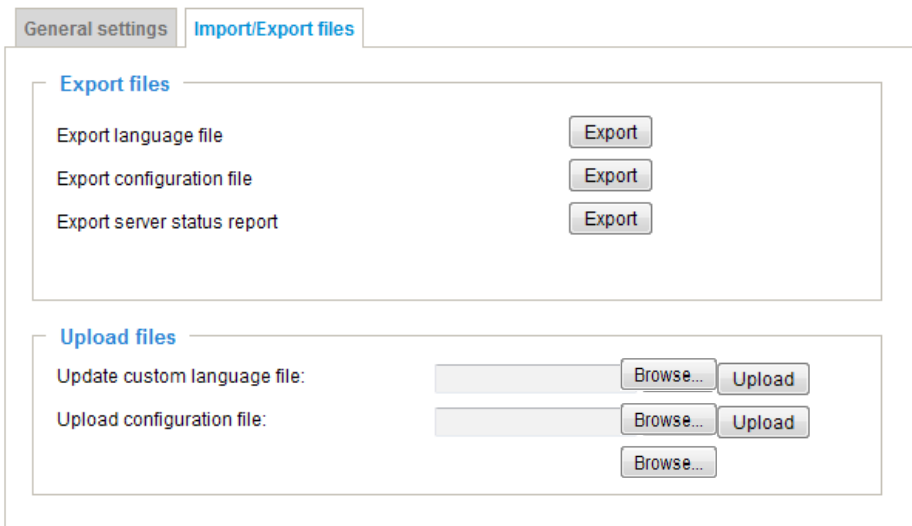 General settings Import/Export files
Export files
Export language file Export
Export configuration file Export
Export server status report Export
Upload files
Update custom language file: Browse... Upload
Upload configuration file: Browse... Upload
Browse...